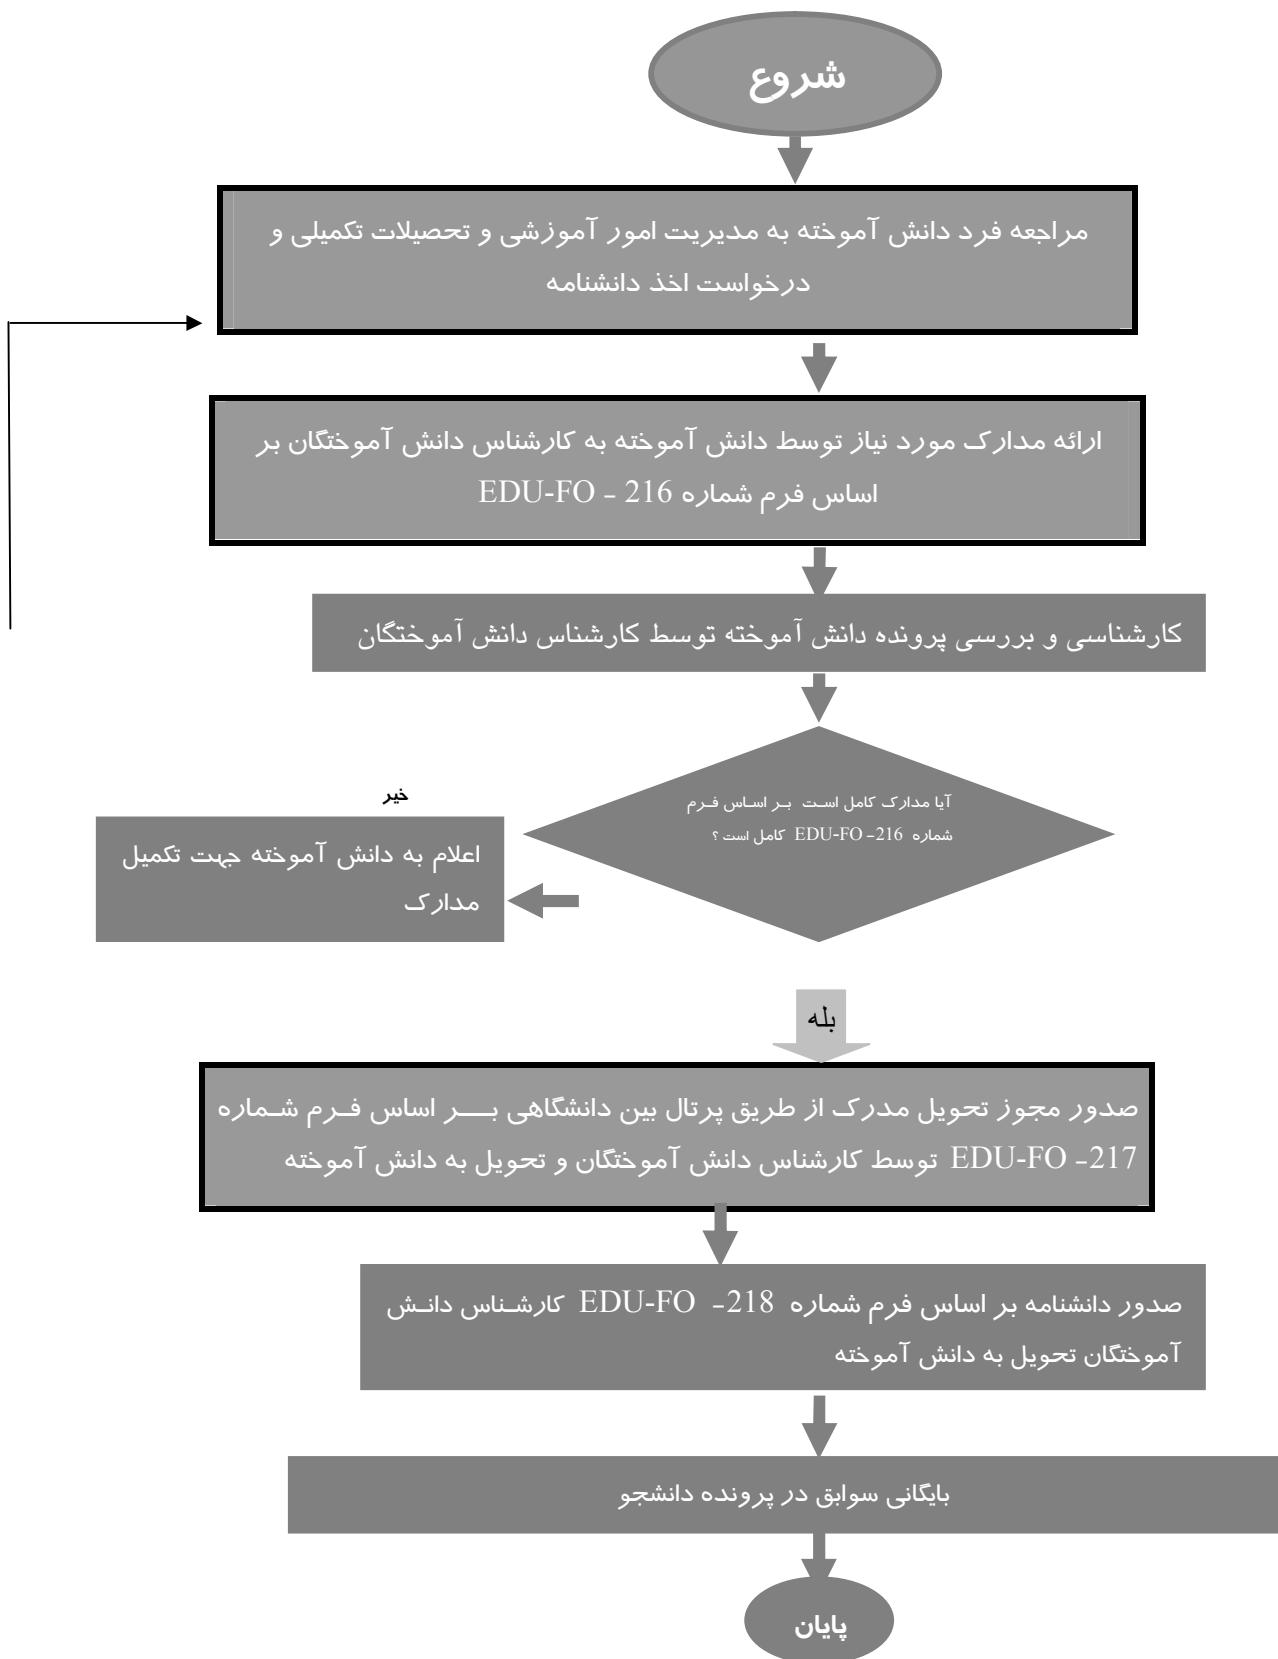 شروع
مراجعه فرد دانش آموخته به مدیریت امور آموزشی و تحصیلات تکمیلی و
درخواست اخذ دانشنامه
ارائه مدارک مورد نیاز توسط دانش آموخته به کارشناس دانش آموختگان بر
اساس فرم شماره EDU-FO - 216
کارشناسی و بررسی پرونده دانش آموخته توسط کارشناس دانش آموختگان
آیا مدارک کامل است بر اساس فرم
شماره EDU-FO -216 کامل است ؟
خیر
اعلام به دانش آموخته جهت تکمیل
مدارک
بله
صدور مجوز تحویل مدرک از طریق پرتال بین دانشگاهی بر اساس فرم شماره
EDU-FO -217 توسط کارشناس دانش آموختگان و تحویل به دانش آموخته
صدور دانشنامه بر اساس فرم شماره EDU-FO -218 کارشناس دانش
آموختگان تحویل به دانش آموخته
بایگانی سوابق در پرونده دانشجو
پایان